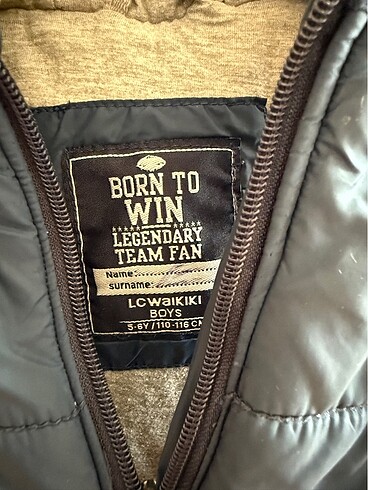 BORN TO
WIN
LEGENDARY
TEAM FAN
Name:
surname:
LCWAIKIKI
BOYS
5-6Y/110-116 CM